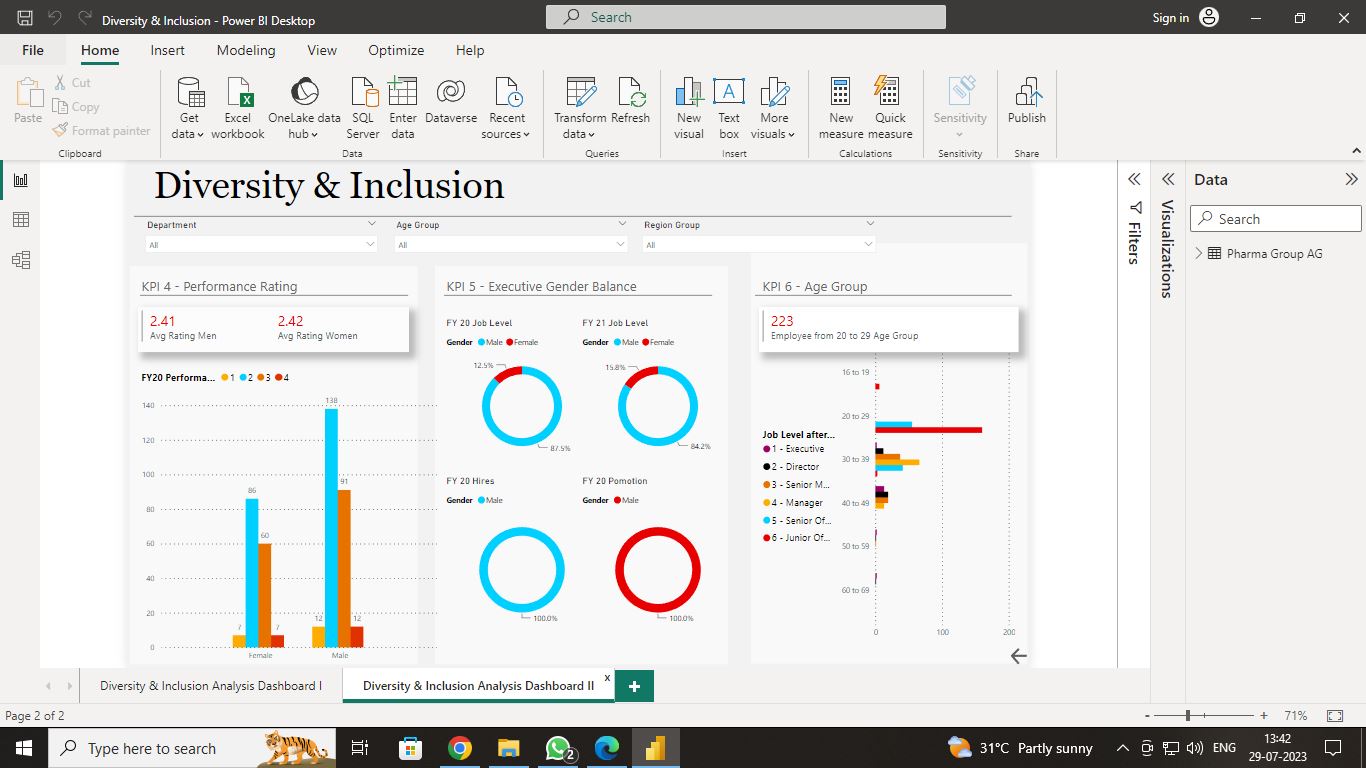 Diversity & Inclusion - Power BI Desktop
Search
Sign in
File Home Insert Modeling View Optimize Help
Paste
Cut
Copy
Format painter
Clipboard
Get data
Excel workbook
OneLake data hub
SQL Server
Enter data
Dataverse
Recent sources
Data
Transform data
Refresh
Queries
New visual
Text box
More visuals
Insert
New measure
Quick measure
Calculations
Sensitivity
Sensitivity
Publish
Share
Diversity & Inclusion
Department
All
Age Group
All
Region Group
All
KPI 4 - Performance Rating
2.41
Avg Rating Men
2.42
Avg Rating Women
FY20 Performa... 1 2 3 4
140
120
100
80
60
40
20
0
7
86
60
7
12
138
91
12
Female
Male
KPI 5 - Executive Gender Balance
FY 20 Job Level
Gender Male Female
12.5%
87.5%
FY 21 Job Level
Gender Male Female
15.8%
84.2%
FY 20 Hires
Gender Male
100.0%
FY 20 Pomotion
Gender Male
100.0%
KPI 6 - Age Group
223
Employee from 20 to 29 Age Group
Job Level after...
1 - Executive
2 - Director
3 - Senior M...
4 - Manager
5 - Senior Of...
6 - Junior Of...
16 to 19
20 to 29
30 to 39
40 to 49
50 to 59
60 to 69
0 100 200
Filters
Visualizations
Data
Search
Pharma Group AG
Diversity & Inclusion Analysis Dashboard I
Diversity & Inclusion Analysis Dashboard II x
+
Page 2 of 2
- + 71%
Type here to search
2
31°C Partly sunny
ENG
13:42
29-07-2023